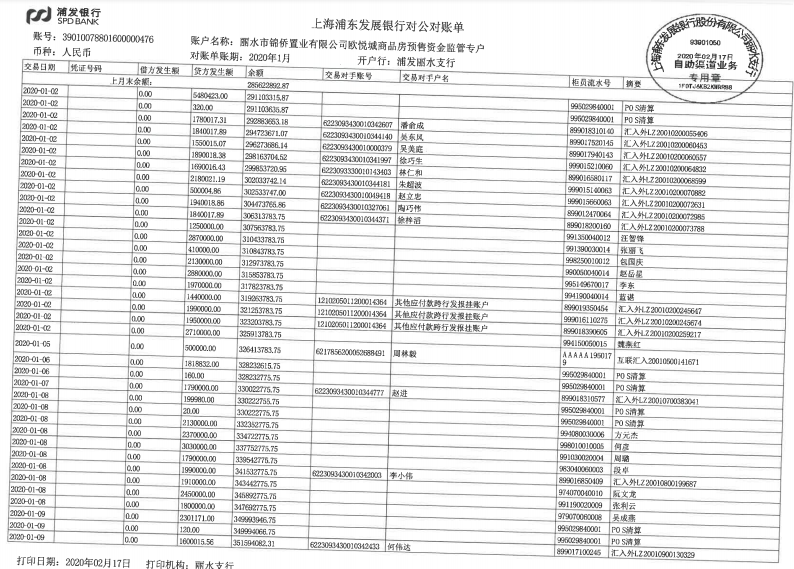 浦发银行
SPD BANK
上海浦东发展银行对公对账单
账号：39010078801600000476 账户名称：丽水市锦侨置业有限公司欧悦城商品房预售资金监管专户
币种：人民币 对账单账期：2020年1月 开户行：浦发丽水支行
上海浦东发展银行股份有限公司丽水支行
93901050
2020年02月17日
自助渠道业务
专用章
交易日期 凭证号码 借方发生额 贷方发生额 余额 交易对手账号 交易对手户名 柜员流水号 摘要
上月末余额： 285622892.87
2020-01-02 0.00 5480423.00 291103315.87 995029840001 POS清算
2020-01-02 0.00 320.00 291103635.87 995029840001 POS清算
2020-01-02 0.00 1780017.31 292883653.18 6223093430010342607 潘俞成 899018310140 汇入外LZ20010200055406
2020-01-02 0.00 1840017.89 294723671.07 6223093430010344140 吴东风 899017520145 汇入外LZ20010200060453
2020-01-02 0.00 1550015.07 296273686.14 6223093430010000379 吴美庭 899017940143 汇入外LZ20010200060557
2020-01-02 0.00 1890018.38 298163704.52 6223093430010341997 徐巧生 899015210060 汇入外LZ20010200064832
2020-01-02 0.00 1690016.43 299853720.95 6223093330010143403 林仁和 899016580117 汇入外LZ20010200068599
2020-01-02 0.00 2180021.19 302033742.14 6223093430010344181 朱超波 899015140063 汇入外LZ20010200070882
2020-01-02 0.00 500004.86 302533747.00 6223093430010049418 赵立忠 899015660063 汇入外LZ20010200072631
2020-01-02 0.00 1940018.86 304473765.86 6223093430010327061 陶巧伟 899012470064 汇入外LZ20010200072985
2020-01-02 0.00 1840017.89 306313783.75 6223093430010344371 徐梓滔 899018200160 汇入外LZ20010200073788
2020-01-02 0.00 1250000.00 307563783.75 991350040012 汪智锋
2020-01-02 0.00 2870000.00 310433783.75 991390030014 张丽飞
2020-01-02 0.00 410000.00 310843783.75 998250010012 包国庆
2020-01-02 0.00 2130000.00 312973783.75 990050040014 赵岳星
2020-01-02 0.00 2880000.00 315853783.75 995149670017 李东
2020-01-02 0.00 1970000.00 317823783.75 994190040014 蓝谌
2020-01-02 0.00 1440000.00 319263783.75 1210205011200014364 其他应付款跨行发报挂账户 899019350454 汇入外LZ20010200245647
2020-01-02 0.00 1990000.00 321253783.75 1210205011200014364 其他应付款跨行发报挂账户 899016110275 汇入外LZ20010200245674
2020-01-02 0.00 1950000.00 323203783.75 1210205011200014364 其他应付款跨行发报挂账户 899018390605 汇入外LZ20010200259217
2020-01-02 0.00 2710000.00 325913783.75 994150050015 魏燕红
2020-01-05 0.00 500000.00 326413783.75 6217856200052688491 周林毅 AAAAA1950179 互联汇入20010500141671
2020-01-06 0.00 1818832.00 328232615.75 995029840001 POS清算
2020-01-06 0.00 160.00 328232775.75 995029840001 POS清算
2020-01-07 0.00 1790000.00 330022775.75 6223093430010344777 赵进 899018310577 汇入外LZ20010700383041
2020-01-08 0.00 199980.00 330222755.75 995029840001 POS清算
2020-01-08 0.00 20.00 330222775.75 995029840001 POS清算
2020-01-08 0.00 2130000.00 332352775.75 994080030006 方元杰
2020-01-08 0.00 2370000.00 334722775.75 998010010005 何彦
2020-01-08 0.00 3030000.00 337752775.75 991030020004 周璐
2020-01-08 0.00 1790000.00 339542775.75 983040060003 段卓
2020-01-08 0.00 1990000.00 341532775.75 6223093430010342003 李小伟 899016850409 汇入外LZ20010800199687
2020-01-08 0.00 1910000.00 343442775.75 974070040010 阮文龙
2020-01-08 0.00 2450000.00 345892775.75 991190020009 张利云
2020-01-08 0.00 1800000.00 347692775.75 979070080008 吴成燕
2020-01-09 0.00 2301171.00 349993946.75 995029840001 POS清算
2020-01-09 0.00 120.00 349994066.75 995029840001 POS清算
2020-01-09 0.00 1600015.56 351594082.31 6223093430010342433 何伟达 899017100245 汇入外LZ20010900130329
打印日期：2020年02月17日 打印机构：丽水支行